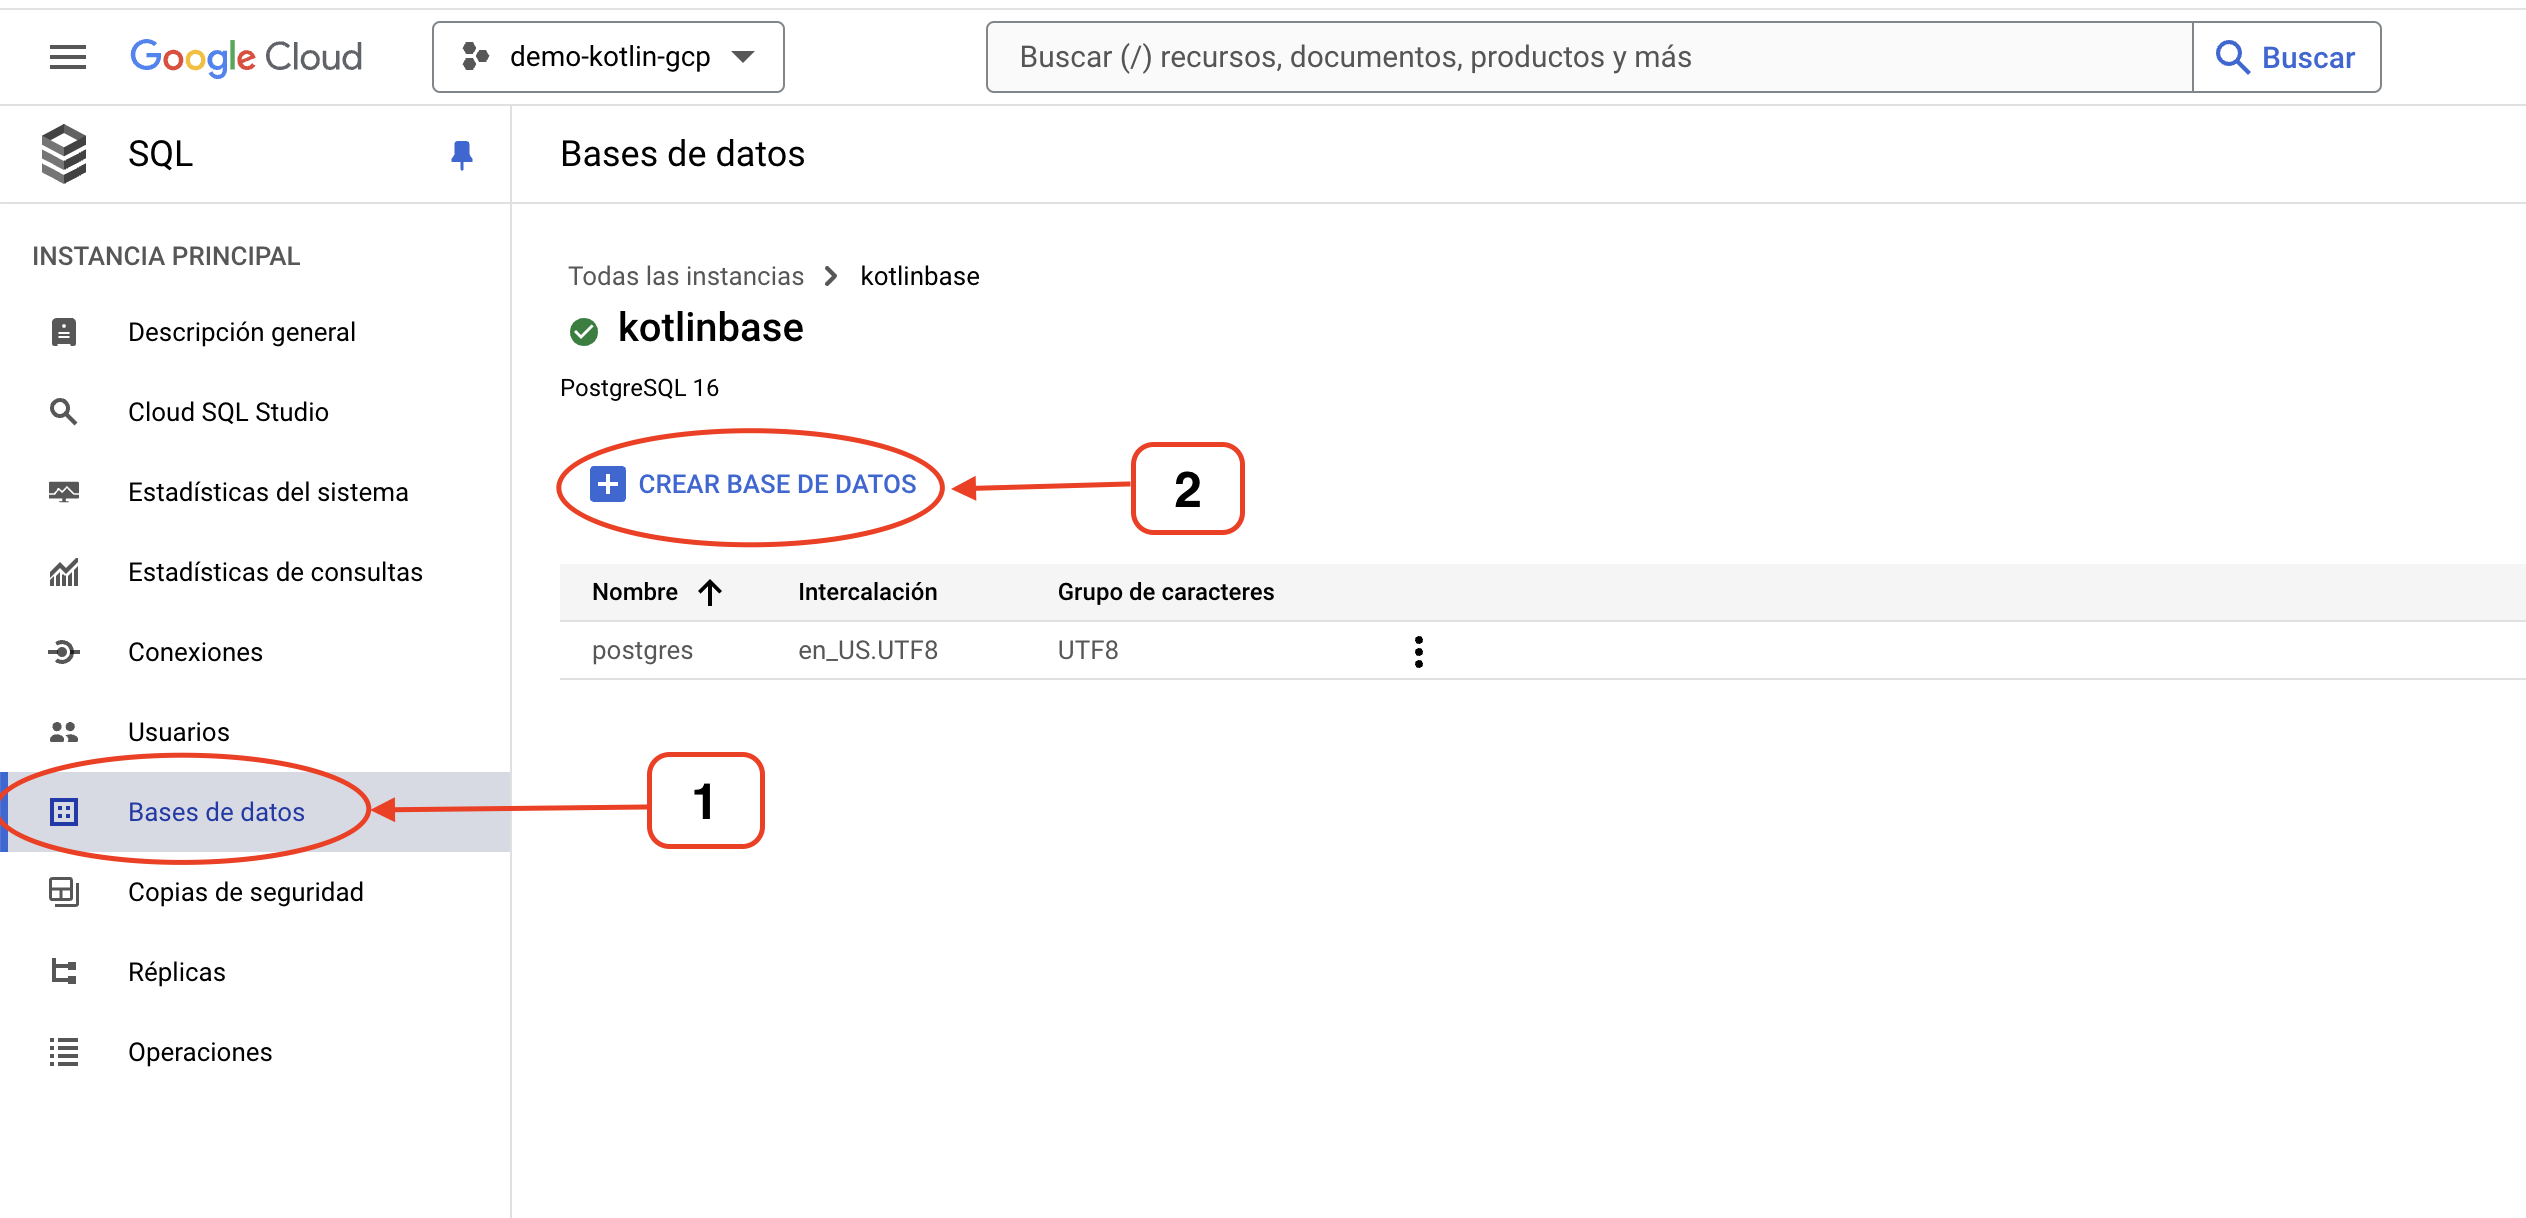 Google Cloud
demo-kotlin-gcp
Buscar (/) recursos, documentos, productos y más
Buscar
SQL
Bases de datos
INSTANCIA PRINCIPAL
Descripción general
Cloud SQL Studio
Estadísticas del sistema
Estadísticas de consultas
Conexiones
Usuarios
Bases de datos
Copias de seguridad
Réplicas
Operaciones
1
Todas las instancias kotlinbase
kotlinbase
PostgreSQL 16
CREAR BASE DE DATOS
2
Nombre Intercalación Grupo de caracteres
postgres en_US.UTF8 UTF8